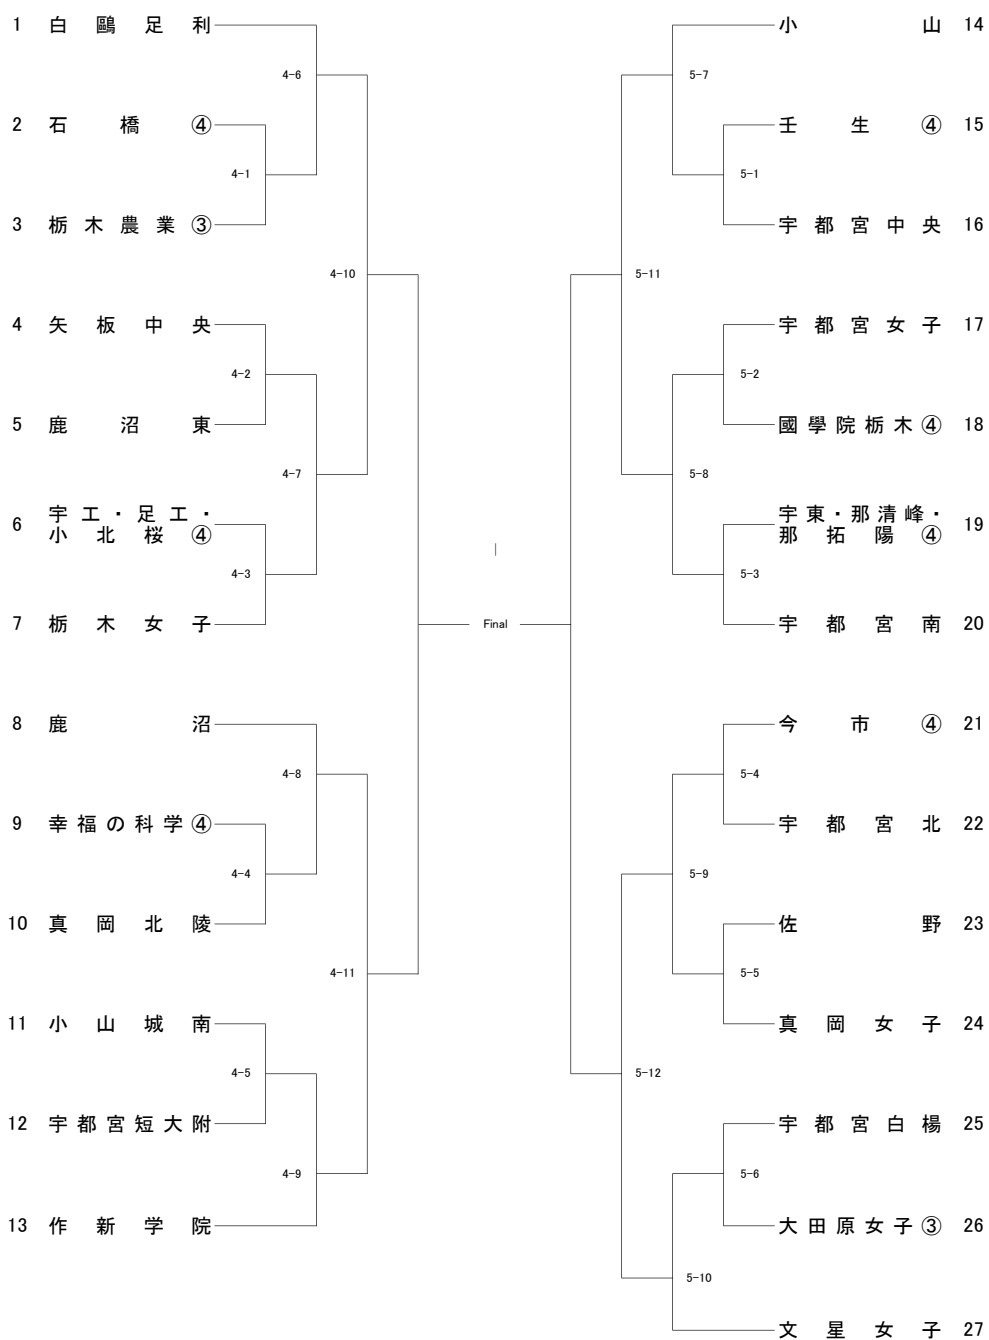 1 白鷗足利
4-6
2 石橋④
4-1
3 栃木農業③
4-10
4 矢板中央
4-2
5 鹿沼東
4-7
6 宇工・足工・
小北桜④
4-3
7 栃木女子
8 鹿沼
4-8
9 幸福の科学④
4-4
10 真岡北陵
4-11
11 小山城南
4-5
12 宇都宮短大附
4-9
13 作新学院
Final
小山 14
5-7
壬生④ 15
5-1
宇都宮中央 16
5-11
宇都宮女子 17
5-2
國學院栃木④ 18
5-8
宇東・那清峰・
那拓陽④ 19
5-3
宇都宮南 20
今市④ 21
5-4
宇都宮北 22
5-9
佐野 23
5-5
真岡女子 24
5-12
宇都宮白楊 25
5-6
大田原女子③ 26
5-10
文星女子 27